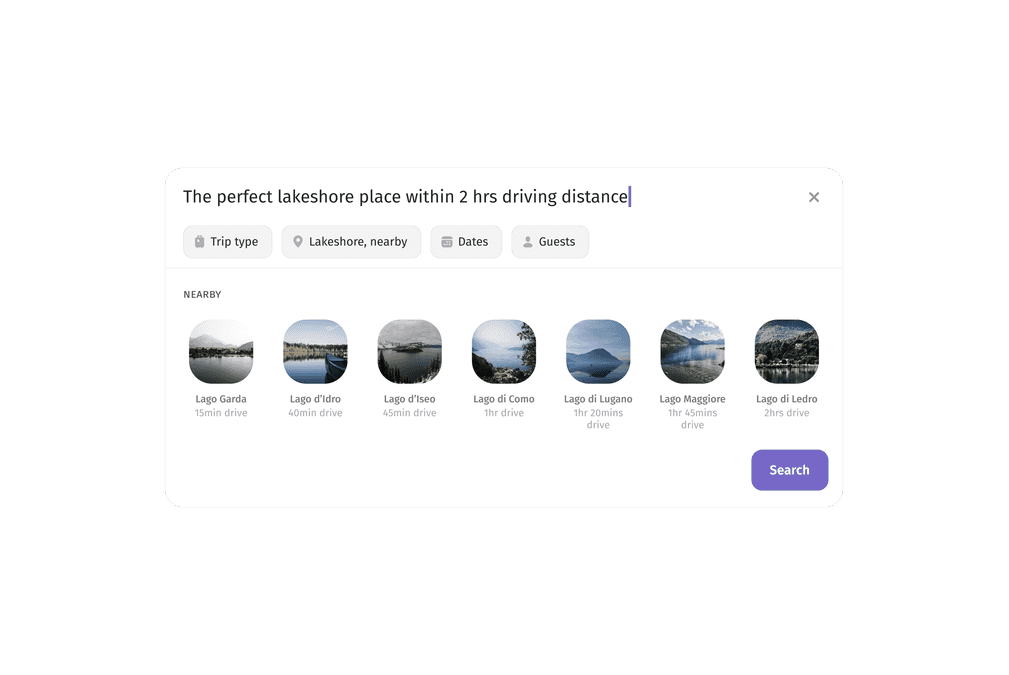 The perfect lakeshore place within 2 hrs driving distance
Trip type
Lakeshore, nearby
Dates
Guests
NEARBY
Lago Garda
15min drive
Lago d'Idro
40min drive
Lago d'Iseo
45min drive
Lago di Como
1hr drive
Lago di Lugano
1hr 20mins
drive
Lago Maggiore
1hr 45mins
drive
Lago di Ledro
2hrs drive
Search